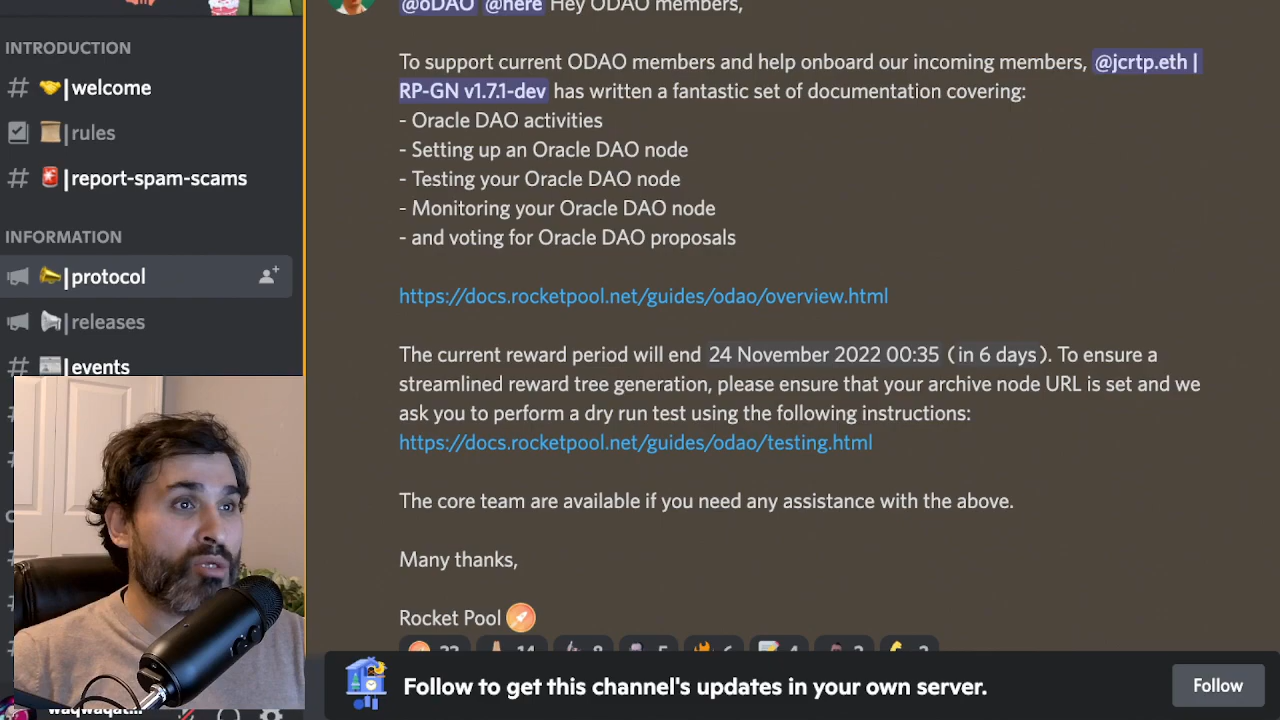 @oDAO @here Hey ODAO members,
INTRODUCTION
# |welcome
|rules
# |report-spam-scams
INFORMATION
|protocol
|releases
# |events
To support current ODAO members and help onboard our incoming members, @jcrtp.eth |
RP-GN v1.7.1-dev has written a fantastic set of documentation covering:
- Oracle DAO activities
- Setting up an Oracle DAO node
- Testing your Oracle DAO node
- Monitoring your Oracle DAO node
- and voting for Oracle DAO proposals
https://docs.rocketpool.net/guides/odao/overview.html
The current reward period will end 24 November 2022 00:35 (in 6 days). To ensure a
streamlined reward tree generation, please ensure that your archive node URL is set and we
ask you to perform a dry run test using the following instructions:
https://docs.rocketpool.net/guides/odao/testing.html
The core team are available if you need any assistance with the above.
Many thanks,
Rocket Pool
Follow to get this channel's updates in your own server.
Follow